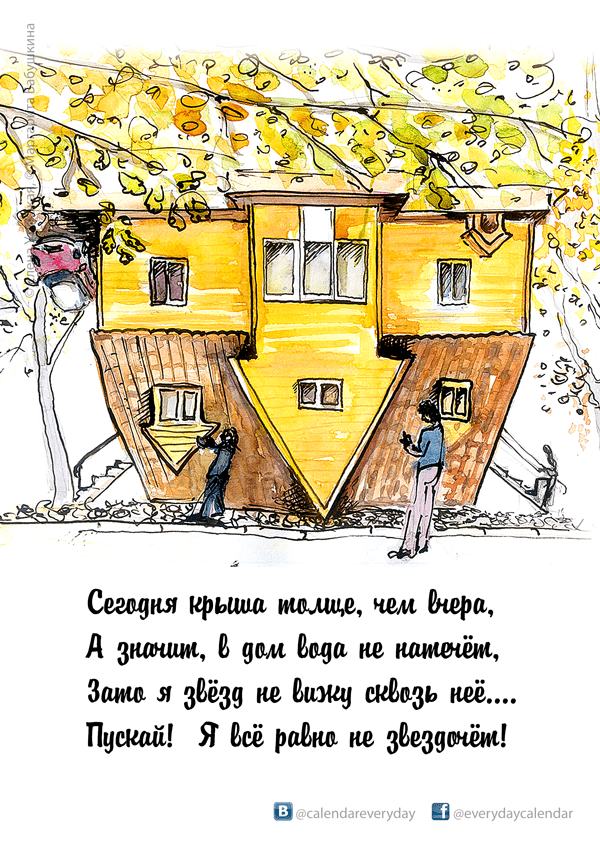 Сегодня крыша толще, чем вчера,
А значит, в дом вода не натечёт,
Зато я звёзд не вижу сквозь неё....
Пускай! Я всё равно не звездочёт!
B @calendareveryday f @everydaycalendar
Бабушкина